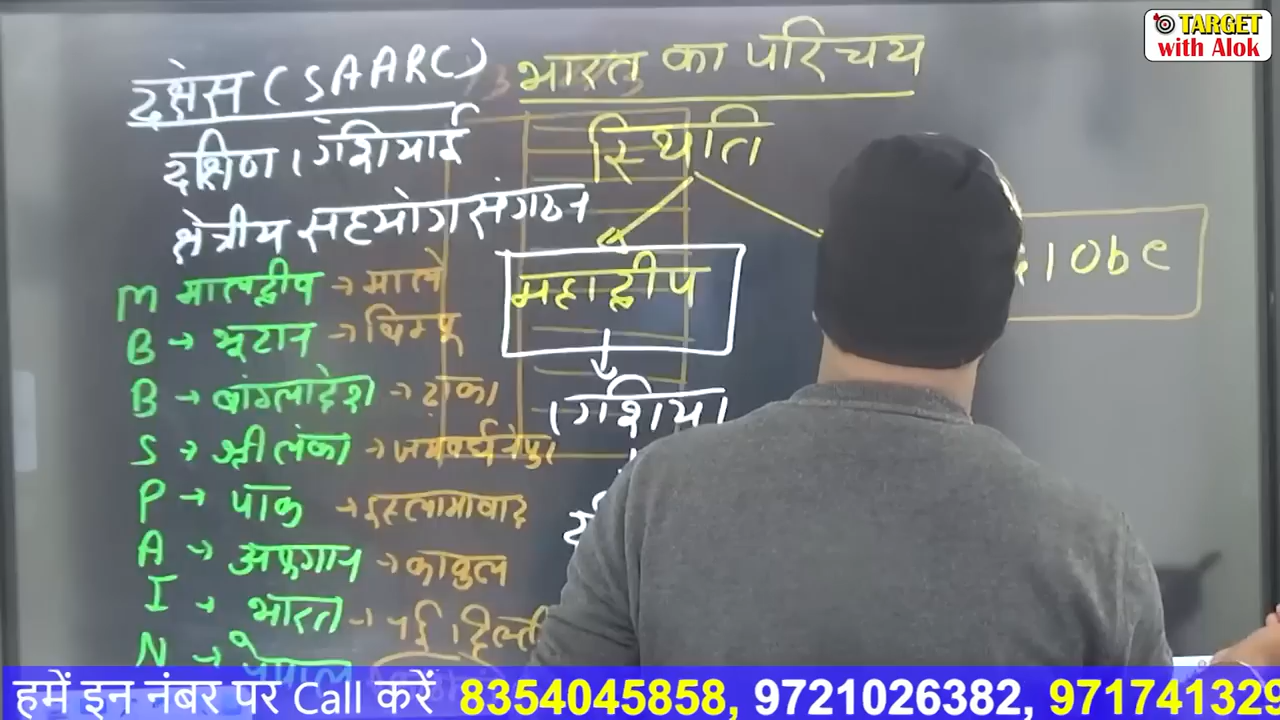 TARGET
with Alok
दक्षेस (SAARC)
दक्षिण एशियाई
क्षेत्रीय सहयोग संगठन
M मालद्वीप → माले
B → भूटान → थिम्पू
B → बांग्लादेश → ढाका
S → श्रीलंका → जयवर्धनेपुर
P → पाक → इस्लामाबाद
A → अफगान → काबुल
I → भारत → नई दिल्ली
N → नेपाल
भारत का परिचय
स्थिति
महाद्वीप
एशिया
Globe
हमें इन नंबर पर Call करें 8354045858, 9721026382, 971741329